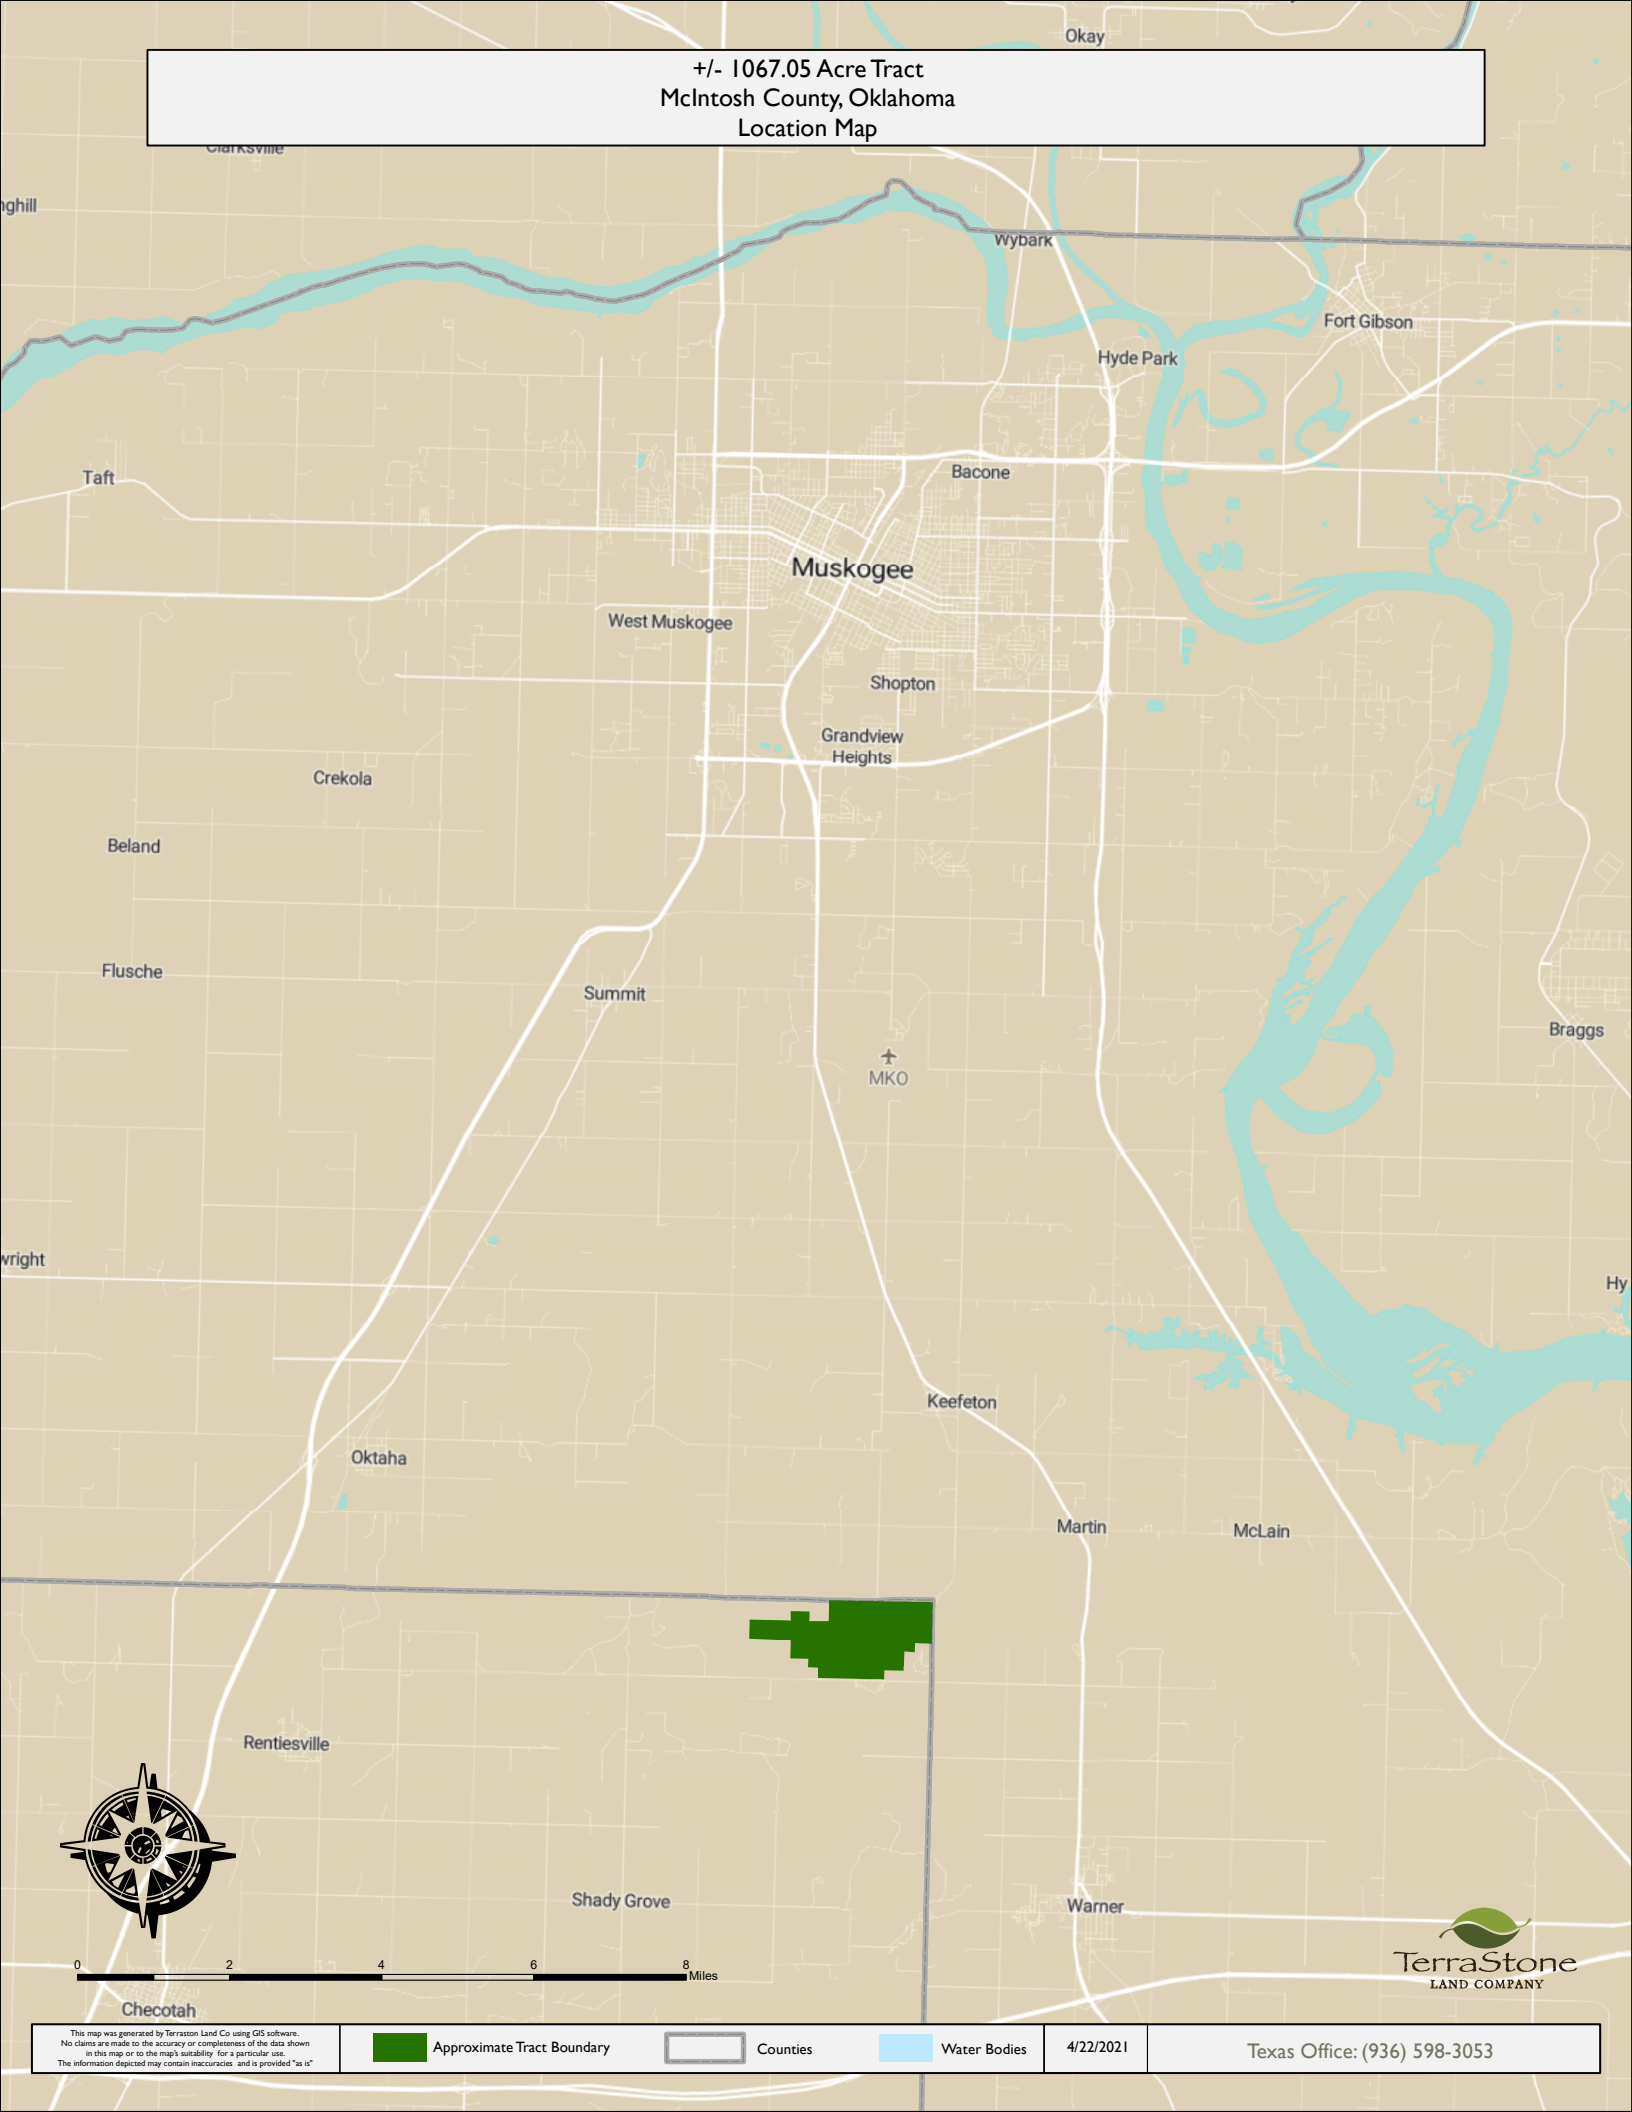 Okay
+/- 1067.05 Acre Tract
McIntosh County, Oklahoma
Location Map
Clarksville
nghill
Wybark
Fort Gibson
Hyde Park
Taft
Bacone
Muskogee
West Muskogee
Shopton
Grandview
Heights
Crekola
Beland
Flusche
Summit
Braggs
MKO
wright
Hy
Keefeton
Oktaha
Martin
McLain
Rentiesville
Shady Grove
Warner
TerraStone
LAND COMPANY
0 2 4 6 8
Miles
Checotah
This map was generated by Terraston Land Co using GIS software.
No claims are made to the accuracy or completeness of the data shown
in this map or to the map's suitability for a particular use.
The information depicted may contain inaccuracies and is provided "as is"
Approximate Tract Boundary
Counties
Water Bodies
4/22/2021
Texas Office: (936) 598-3053